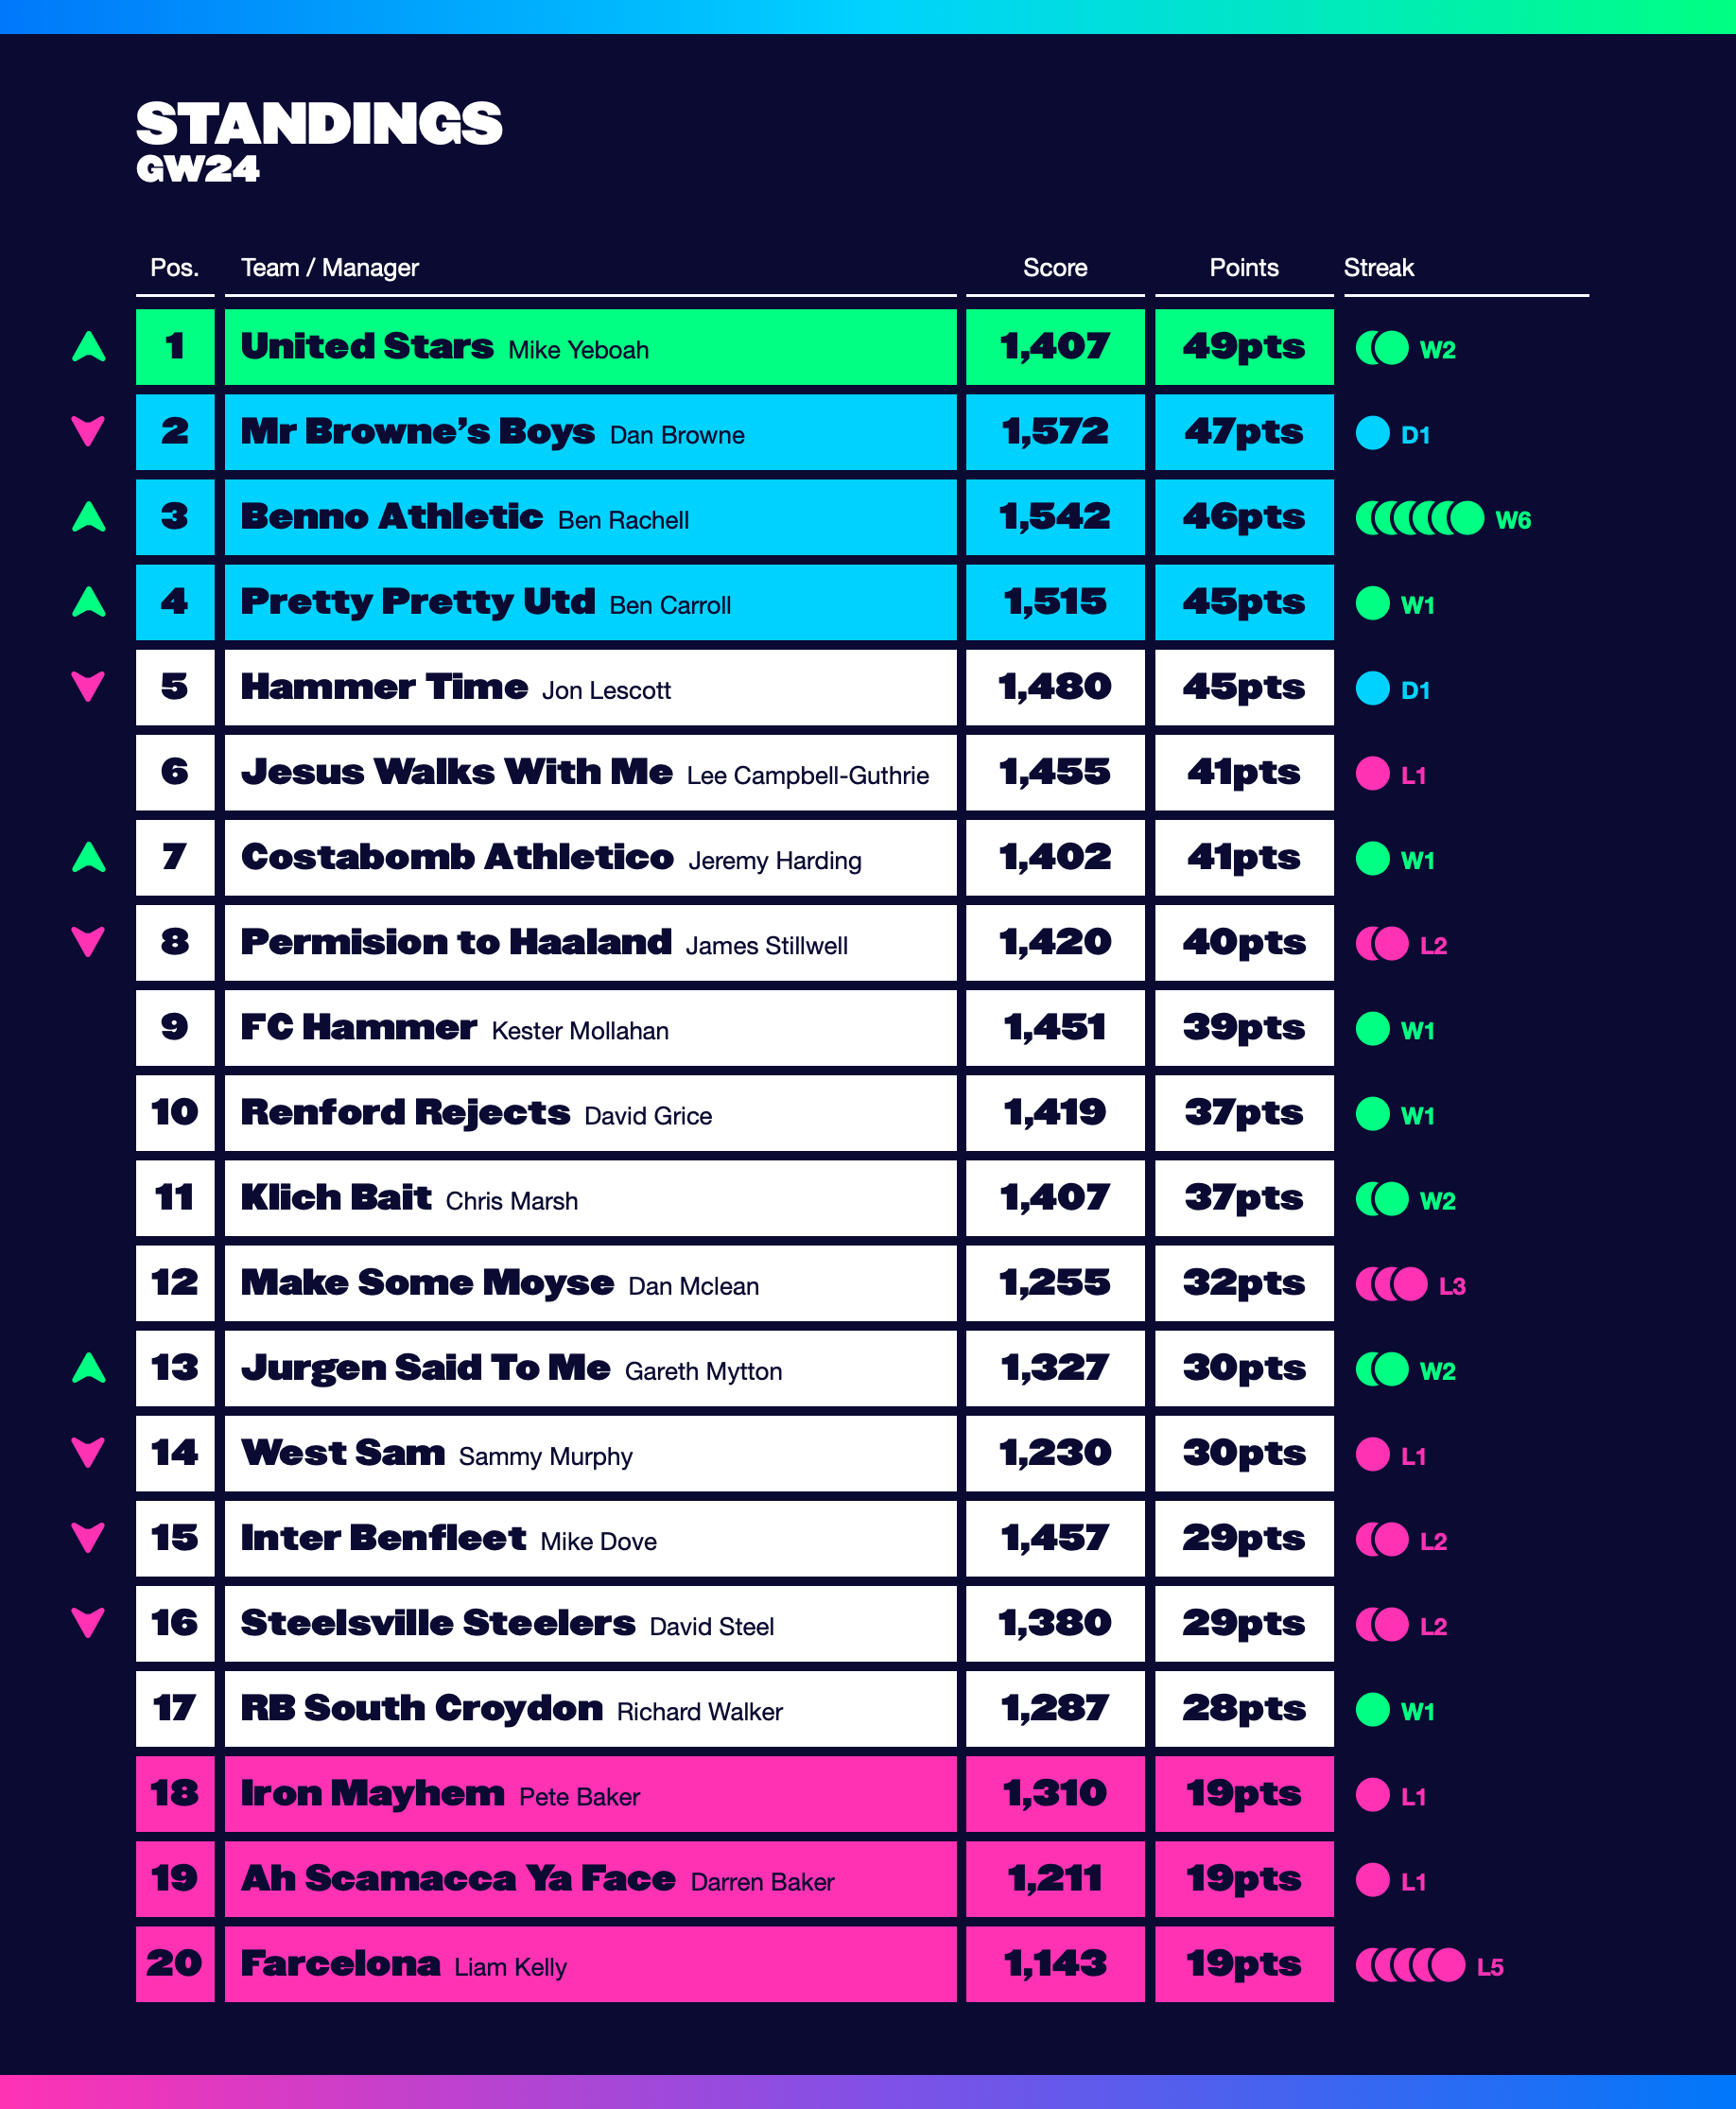 STANDINGS
GW24
Pos. Team / Manager Score Points Streak
1 United Stars Mike Yeboah 1,407 49pts W2
2 Mr Browne’s Boys Dan Browne 1,572 47pts D1
3 Benno Athletic Ben Rachell 1,542 46pts W6
4 Pretty Pretty Utd Ben Carroll 1,515 45pts W1
5 Hammer Time Jon Lescott 1,480 45pts D1
6 Jesus Walks With Me Lee Campbell-Guthrie 1,455 41pts L1
7 Costabomb Athletico Jeremy Harding 1,402 41pts W1
8 Permision to Haaland James Stillwell 1,420 40pts L2
9 FC Hammer Kester Mollahan 1,451 39pts W1
10 Renford Rejects David Grice 1,419 37pts W1
11 Klich Bait Chris Marsh 1,407 37pts W2
12 Make Some Moyse Dan Mclean 1,255 32pts L3
13 Jurgen Said To Me Gareth Mytton 1,327 30pts W2
14 West Sam Sammy Murphy 1,230 30pts L1
15 Inter Benfleet Mike Dove 1,457 29pts L2
16 Steelsville Steelers David Steel 1,380 29pts L2
17 RB South Croydon Richard Walker 1,287 28pts W1
18 Iron Mayhem Pete Baker 1,310 19pts L1
19 Ah Scamacca Ya Face Darren Baker 1,211 19pts L1
20 Farcelona Liam Kelly 1,143 19pts L5